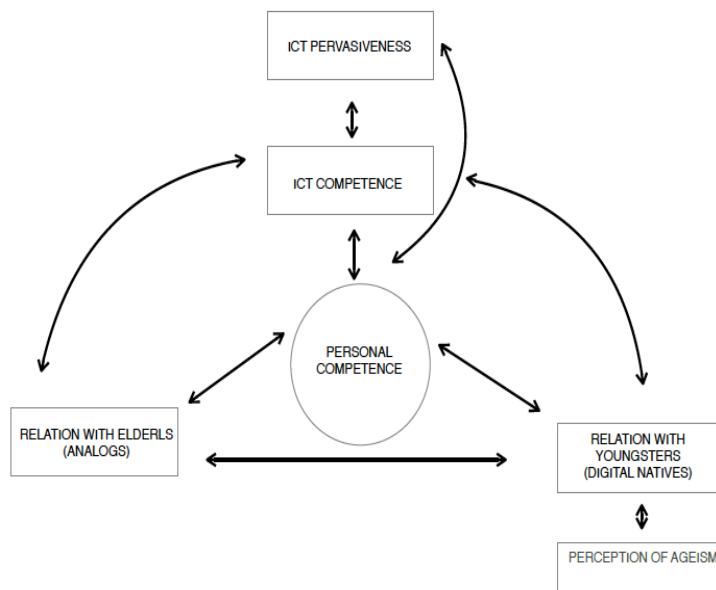 ICT PERVASIVENESS
ICT COMPETENCE
PERSONAL
COMPETENCE
RELATION WITH ELDERLS
(ANALOGS)
RELATION WITH
YOUNGSTERS
(DIGITAL NATIVES)
PERCEPTION OF AGEISM